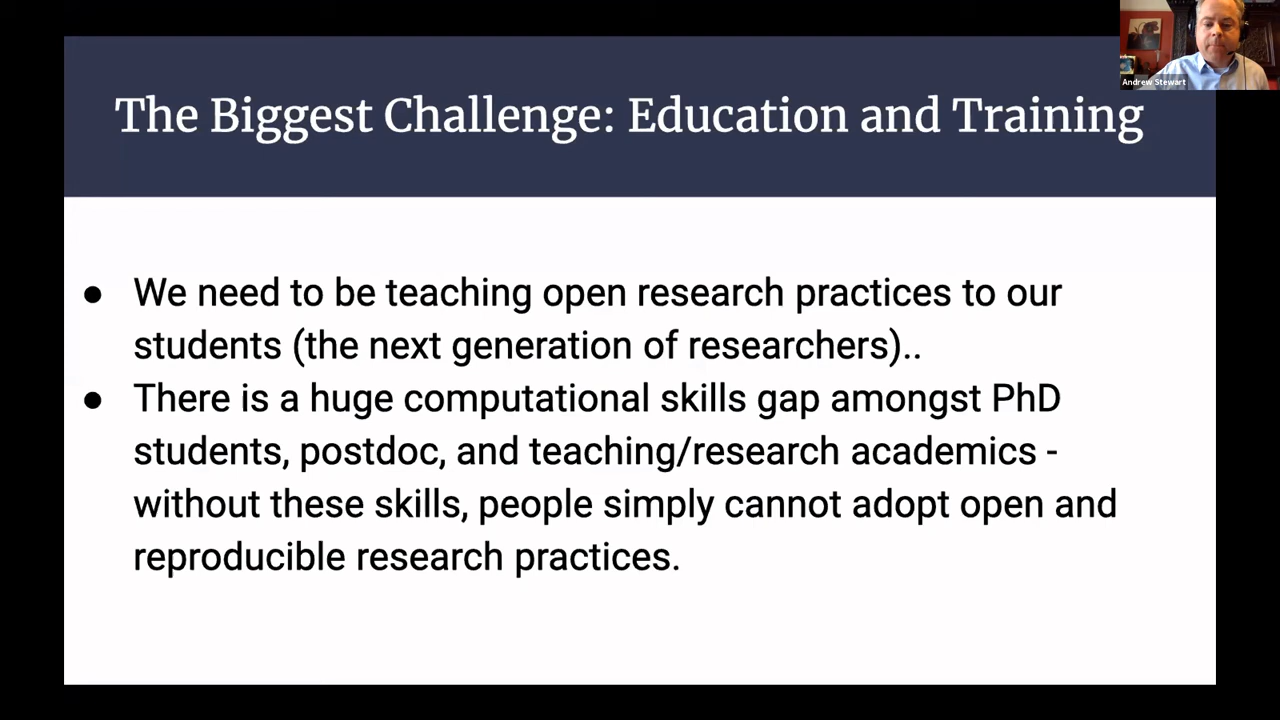 The Biggest Challenge: Education and Training
Andrew Stewart
● We need to be teaching open research practices to our
students (the next generation of researchers)..
● There is a huge computational skills gap amongst PhD
students, postdoc, and teaching/research academics -
without these skills, people simply cannot adopt open and
reproducible research practices.